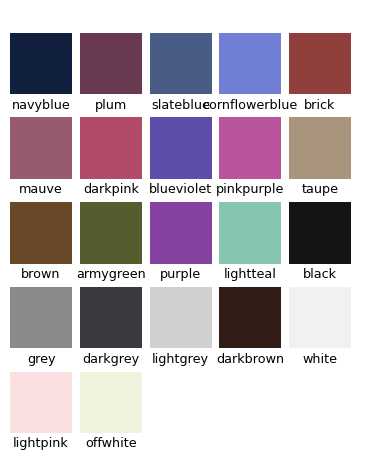 navyblue plum slateblue cornflowerblue brick
mauve darkpink blueviolet pinkpurple taupe
brown armygreen purple lightteal black
grey darkgrey lightgrey darkbrown white
lightpink offwhite